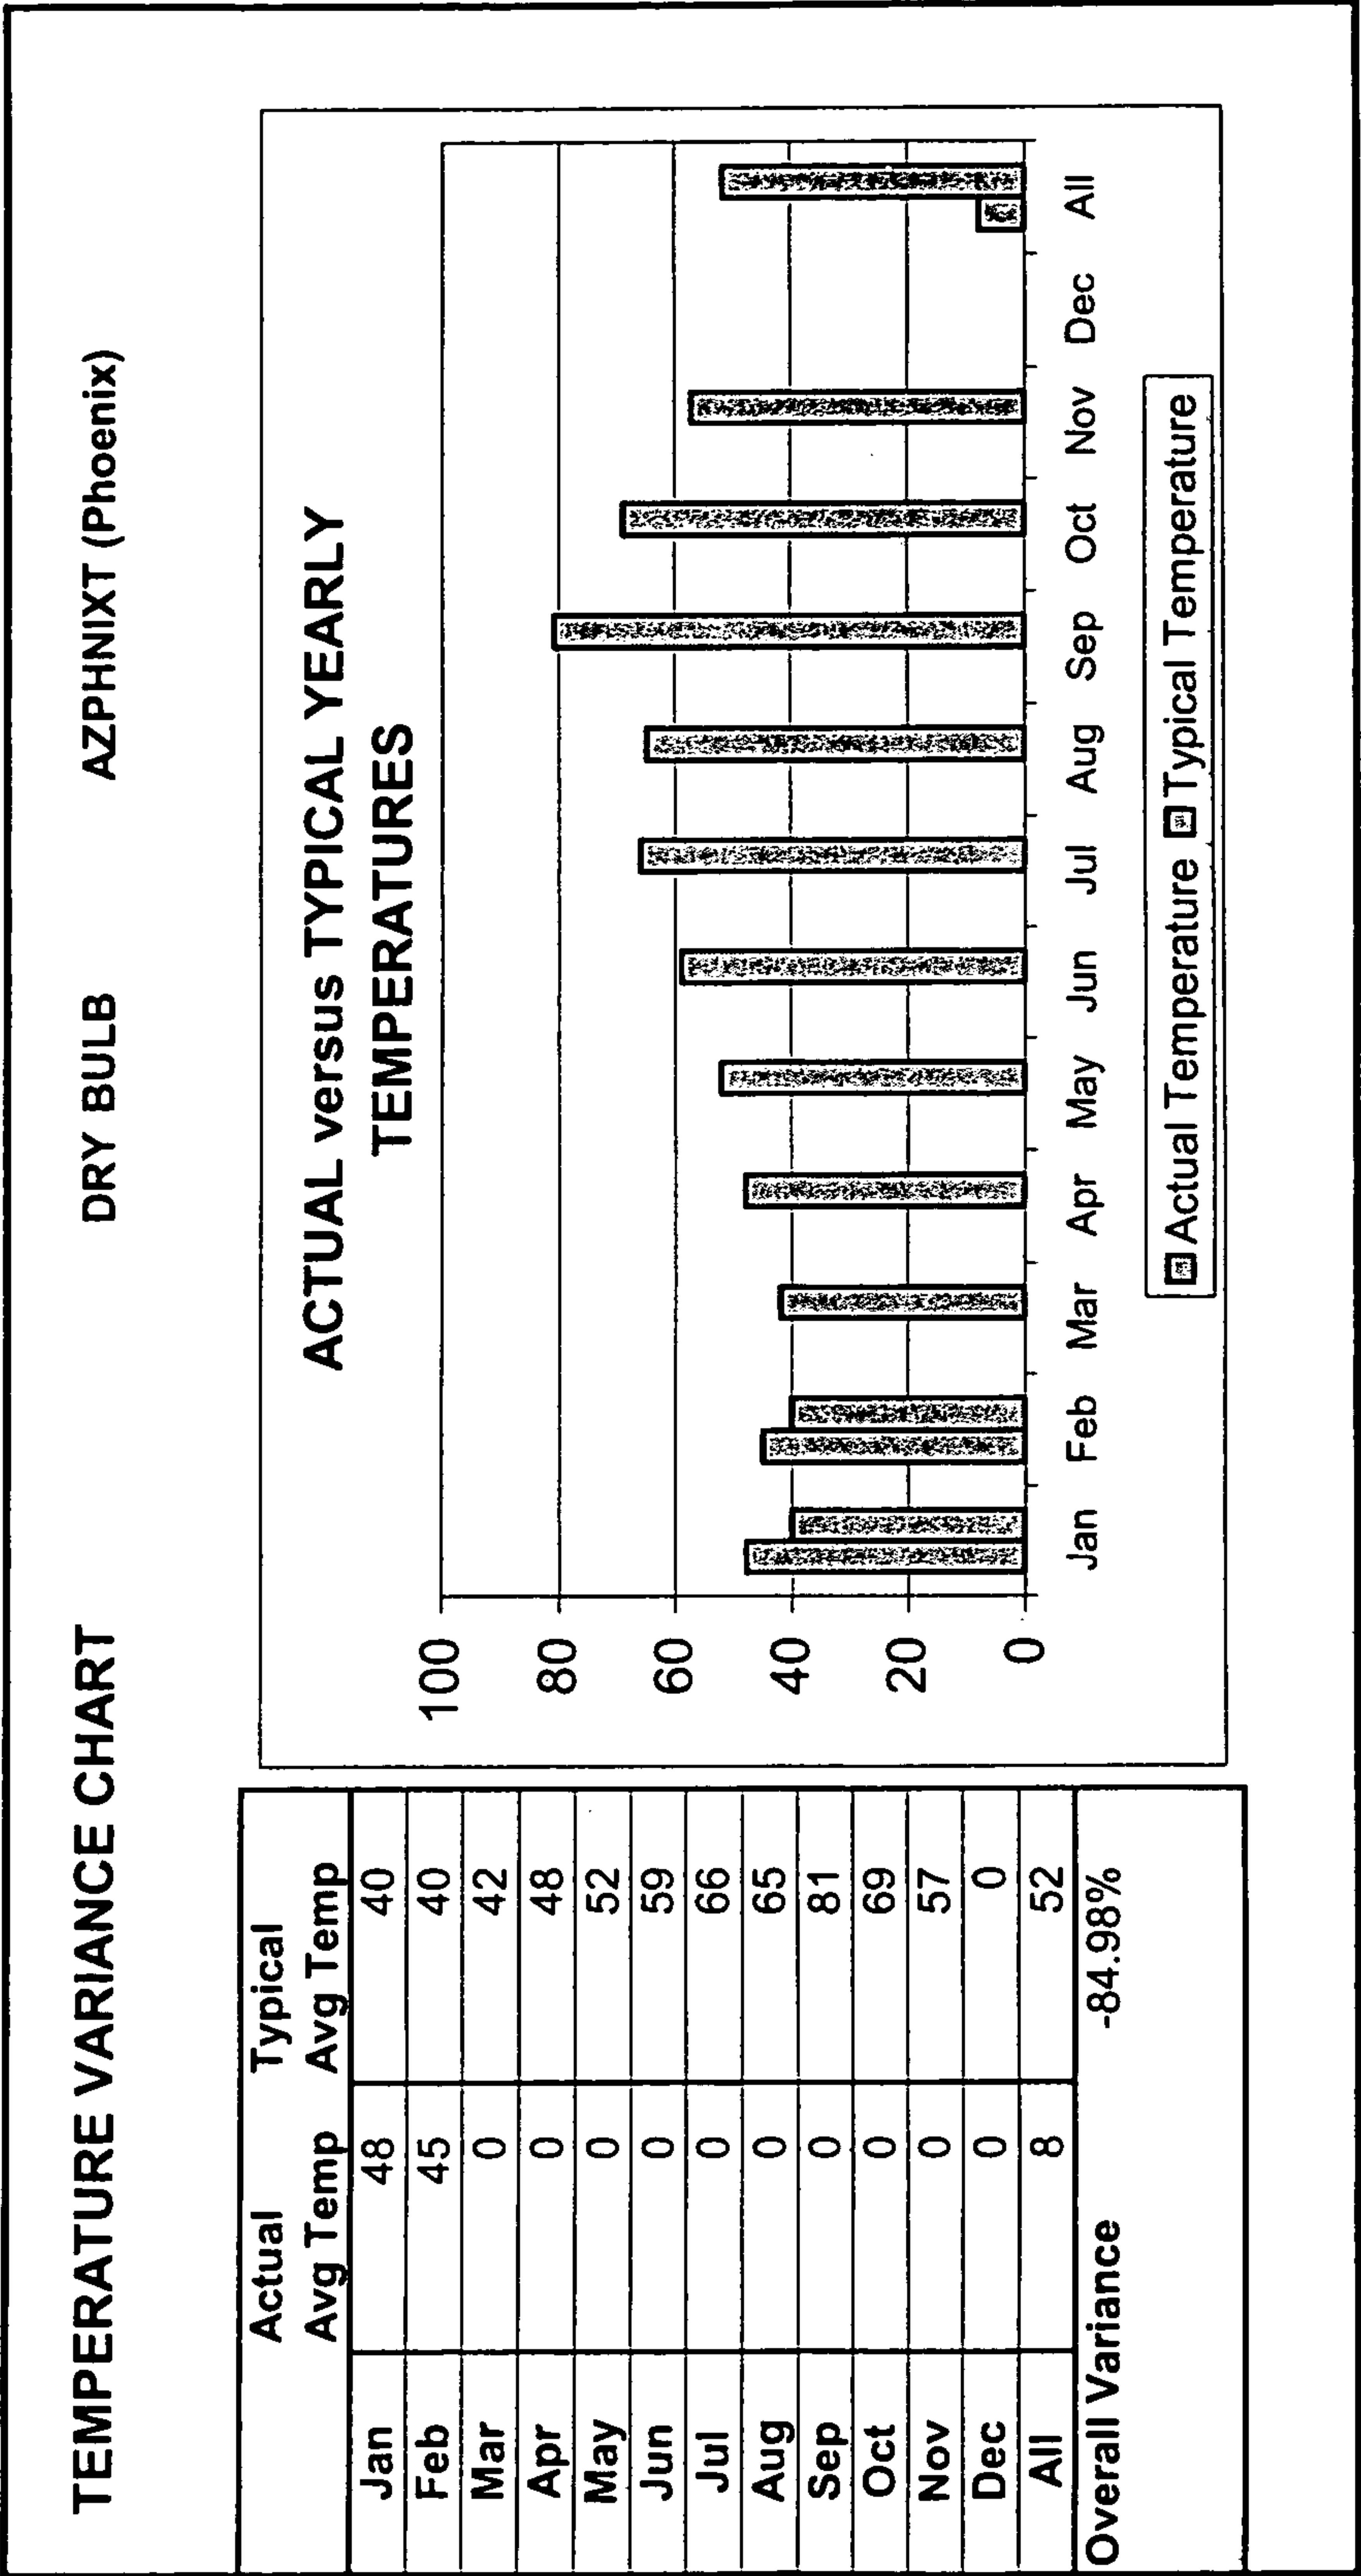 TEMPERATURE VARIANCE CHART DRY BULB AZPHNIXT (Phoenix)
Actual Typical
Avg Temp Avg Temp
Jan 48 40
Feb 45 40
Mar 0 42
Apr 0 48
May 0 52
Jun 0 59
Jul 0 66
Aug 0 65
Sep 0 81
Oct 0 69
Nov 0 57
Dec 0 0
All 8 52
Overall Variance -84.98%
ACTUAL versus TYPICAL YEARLY
TEMPERATURES
100
80
60
40
20
0
Jan Feb Mar Apr May Jun Jul Aug Sep Oct Nov Dec All
Actual Temperature Typical Temperature